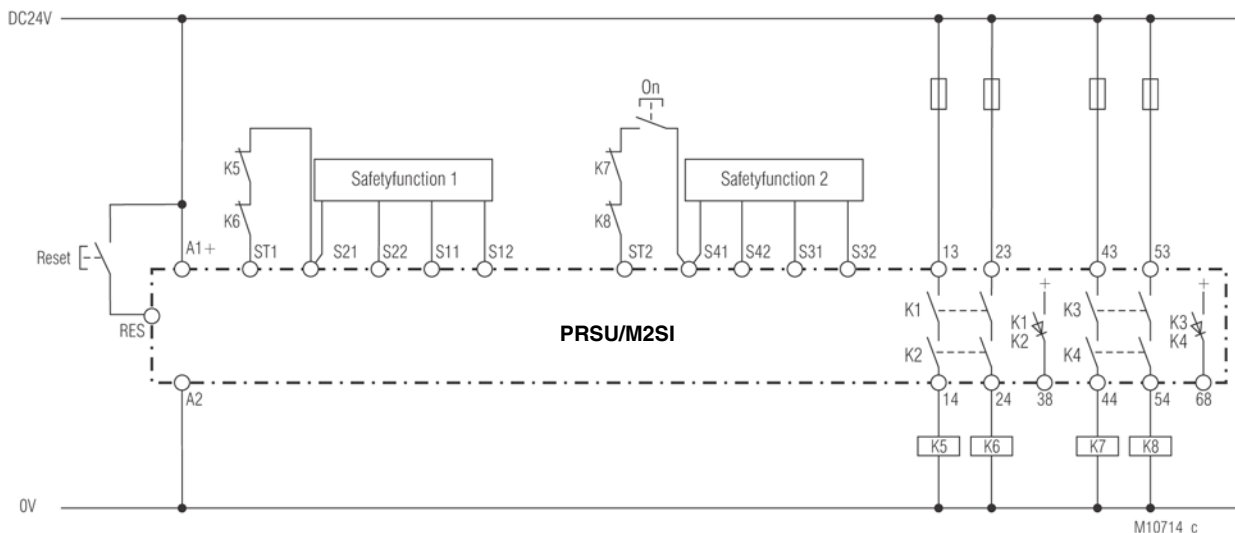 DC24V
On
K5
K7
Safetyfunction 1
Safetyfunction 2
K6
K8
Reset
A1+
ST1
S21
S22
S11
S12
ST2
S41
S42
S31
S32
13
23
43
53
RES
K1
K1
K3
K3
PRSU/M2SI
K2
K2
K4
K4
A2
14
24
38
44
54
68
K5
K6
K7
K8
0V
M10714_c
+
+